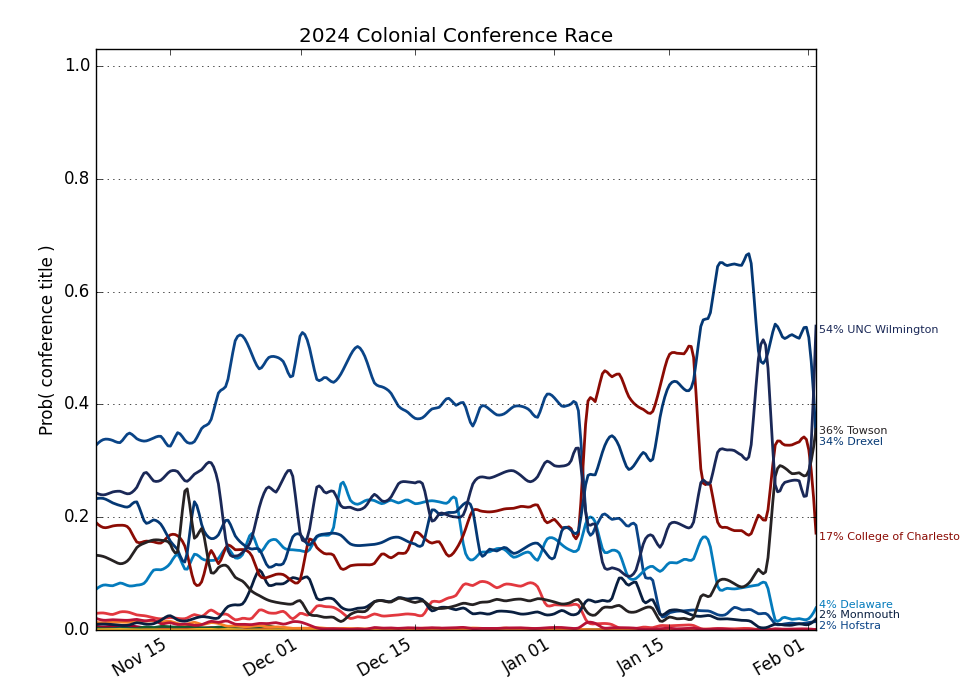 2024 Colonial Conference Race
Prob( conference title )
1.0
0.8
0.6
0.4
0.2
0.0
Nov 15
Dec 01
Dec 15
Jan 01
Jan 15
Feb 01
54% UNC Wilmington
36% Towson
34% Drexel
17% College of Charlesto
4% Delaware
2% Monmouth
2% Hofstra